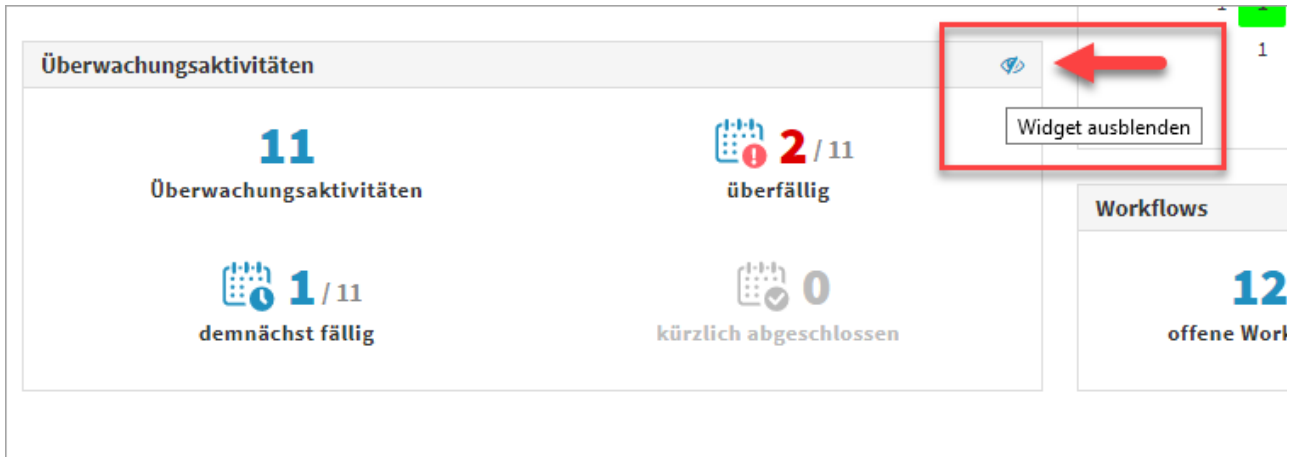 1 1
1
Überwachungsaktivitäten
Widget ausblenden
11
Überwachungsaktivitäten
2 / 11
überfällig
1 / 11
demnächst fällig
0
kürzlich abgeschlossen
Workflows
12
offene